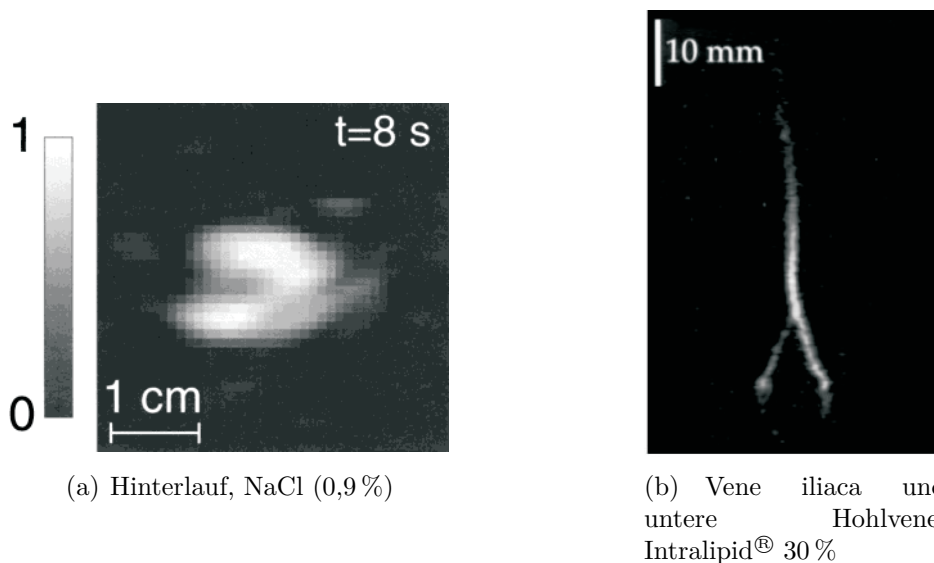 1
0
t=8 s
1 cm
(a) Hinterlauf, NaCl (0,9 %)
10 mm
(b) Vene iliaca und
untere Hohlvene
Intralipid® 30 %